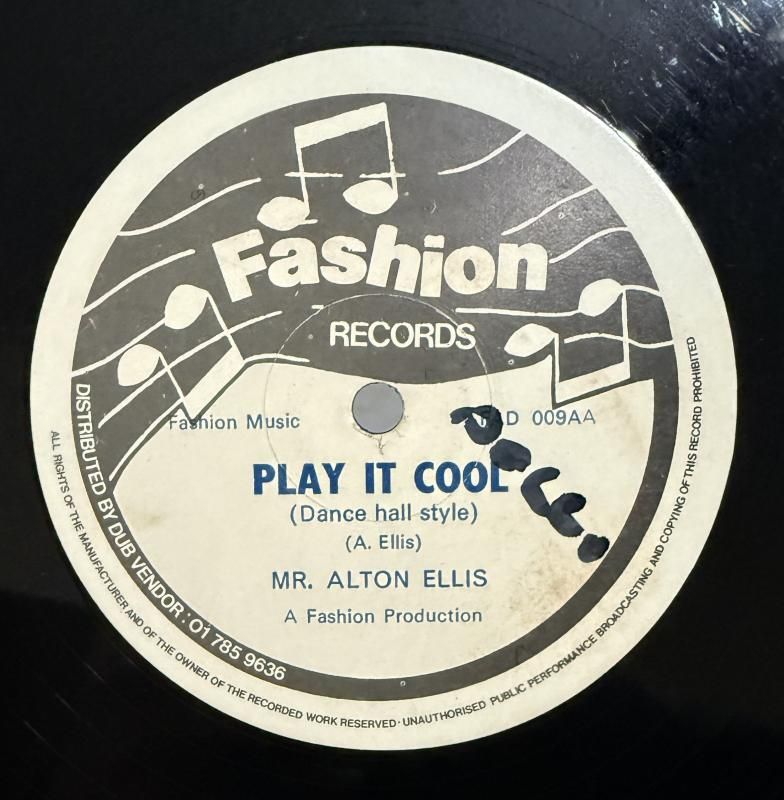 Fashion
RECORDS
Fashion Music
FAD 009AA
PLAY IT COOL
(Dance hall style)
(A. Ellis)
MR. ALTON ELLIS
A Fashion Production
DISTRIBUTED BY DUB VENDOR : 01 785 9636
ALL RIGHTS OF THE MANUFACTURER AND OF THE OWNER OF THE RECORDED WORK RESERVED · UNAUTHORISED PUBLIC PERFORMANCE BROADCASTING AND COPYING OF THIS RECORD PROHIBITED